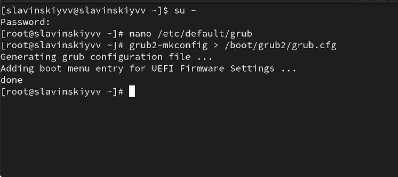 [slavinskiyvv@slavinskiyvv ~]$ su -
Password:
[root@slavinskiyvv ~]# nano /etc/default/grub
[root@slavinskiyvv ~]# grub2-mkconfig > /boot/grub2/grub.cfg
Generating grub configuration file ...
Adding boot menu entry for UEFI Firmware Settings ...
done
[root@slavinskiyvv ~]#